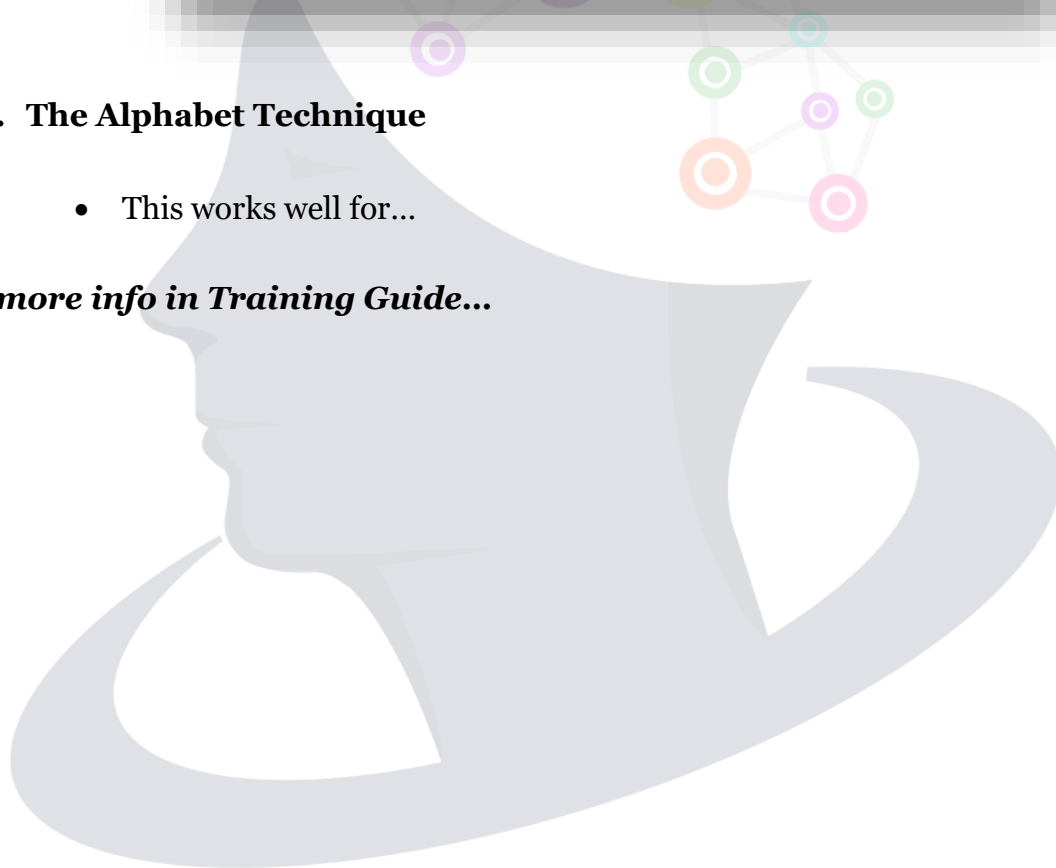 . The Alphabet Technique
• This works well for…
more info in Training Guide…